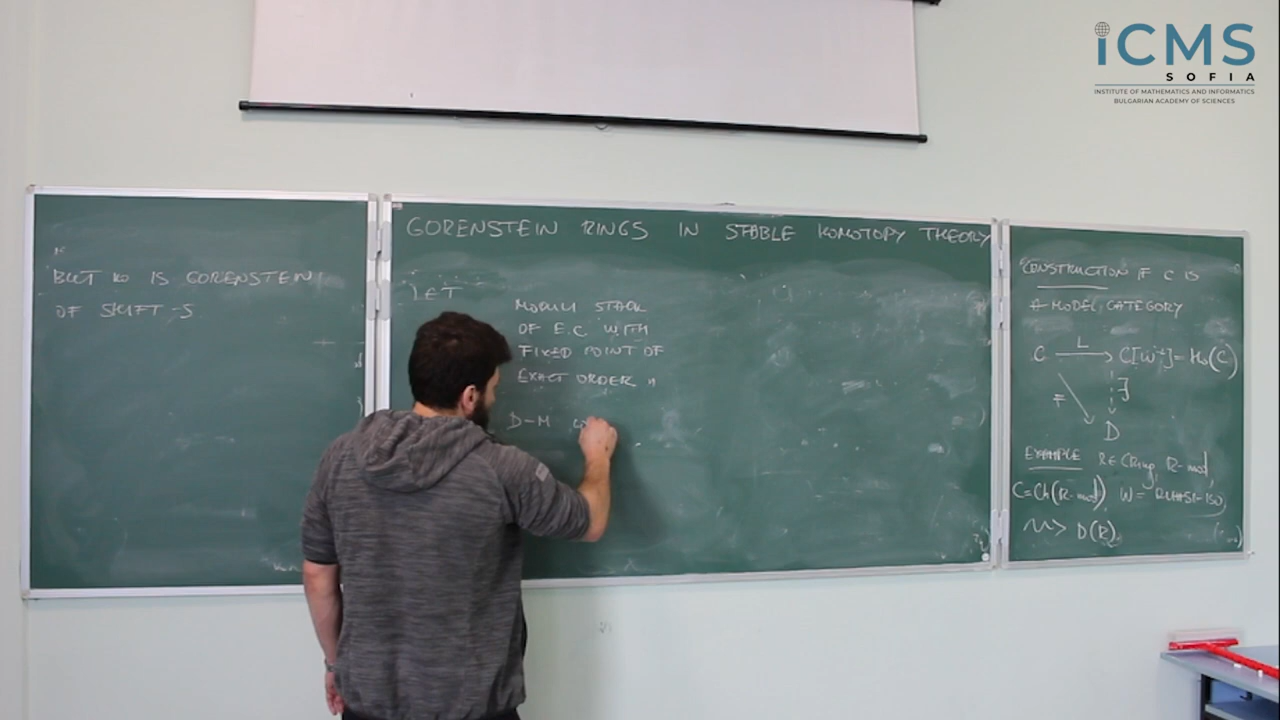 iCMS
SOFIA
INSTITUTE OF MATHEMATICS AND INFORMATICS
BULGARIAN ACADEMY OF SCIENCES
BUT ko IS GORENSTEIN
OF SHIFT -5
GORENSTEIN RINGS IN STABLE HOMOTOPY THEORY
LET
MODULI STACK
OF E.C. WITH
FIXED POINT OF
EXACT ORDER n
D-M
CONSTRUCTION IF C IS
A MODEL CATEGORY
C L C[W⁻¹]=Ho(C)
F ∃
D
EXAMPLE R∈CRing, R-mod,
C=Ch(R-mod), W= QUASI-ISO,
D(R)